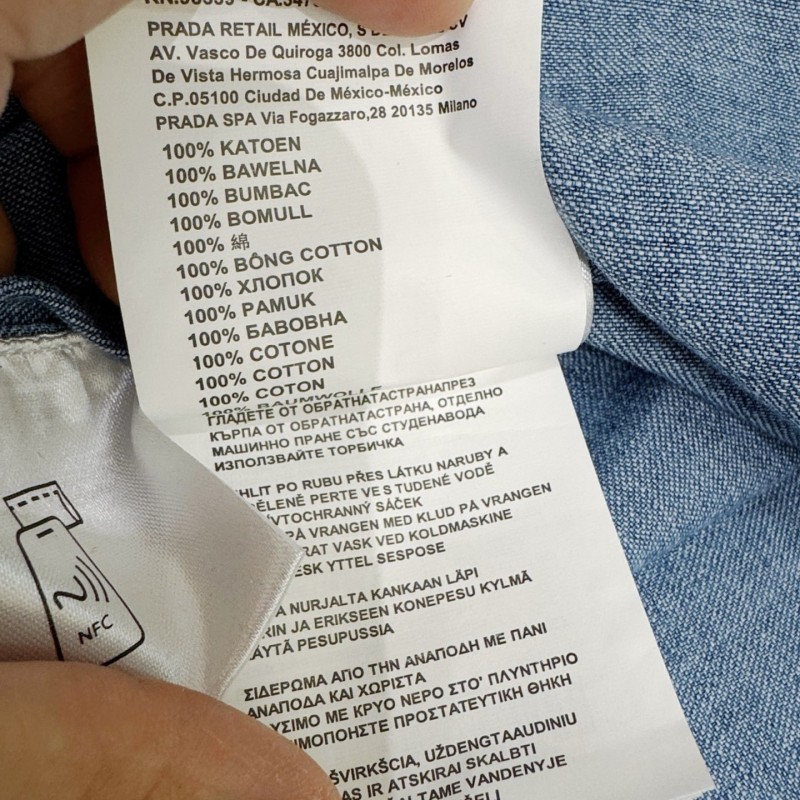 PRADA RETAIL MÉXICO, S
AV. Vasco De Quiroga 3800 Col. Lomas
De Vista Hermosa Cuajimalpa De Morelos
C.P.05100 Ciudad De México-México
PRADA SPA Via Fogazzaro,28 20135 Milano
100% KATOEN
100% BAWELNA
100% BUMBAC
100% BOMULL
100% 綿
100% BÔNG COTTON
100% ХЛОПОК
100% PAMUK
100% БАВОВНА
100% COTONE
100% COTTON
100% COTON
100% BAUMWOLLE
ГЛАДЕТЕ ОТ ОБРАТНАТАСТРАНАПРЕЗ
КЪРПА ОТ ОБРАТНАТАСТРАНА, ОТДЕЛНО
МАШИННО ПРАНЕ СЪС СТУДЕНАВОДА
ИЗПОЛЗВАЙТЕ ТОРБИЧКА
PO RUBU PŘES LÁTKU NARUBY A
PERTE VE S TUDENÉ VODĚ
SÁČEK
PÅ VRANGEN MED KLUD PÅ VRANGEN
VASK VED KOLDMASKINE
YTTEL SESPOSE
NURJALTA KANKAAN LÄPI
JA ERIKSEEN KONEPESU KYLMÄ
PESUPUSSIA
ΣΙΔΕΡΩΜΑ ΑΠΟ ΤΗΝ ΑΝΑΠΟΔΗ ΜΕ ΠΑΝΙ
ΑΝΑΠΟΔΑ ΚΑΙ ΧΩΡΙΣΤΑ
ΜΕ ΚΡΥΟ ΝΕΡΟ ΣΤΟ' ΠΛΥΝΤΗΡΙΟ
ΠΡΟΣΤΑΤΕΥΤΙΚΗ ΘΗΚΗ
UŽDENGTAAUDINIU
IR ATSKIRAI SKALBTI
VANDENYJE
NFC